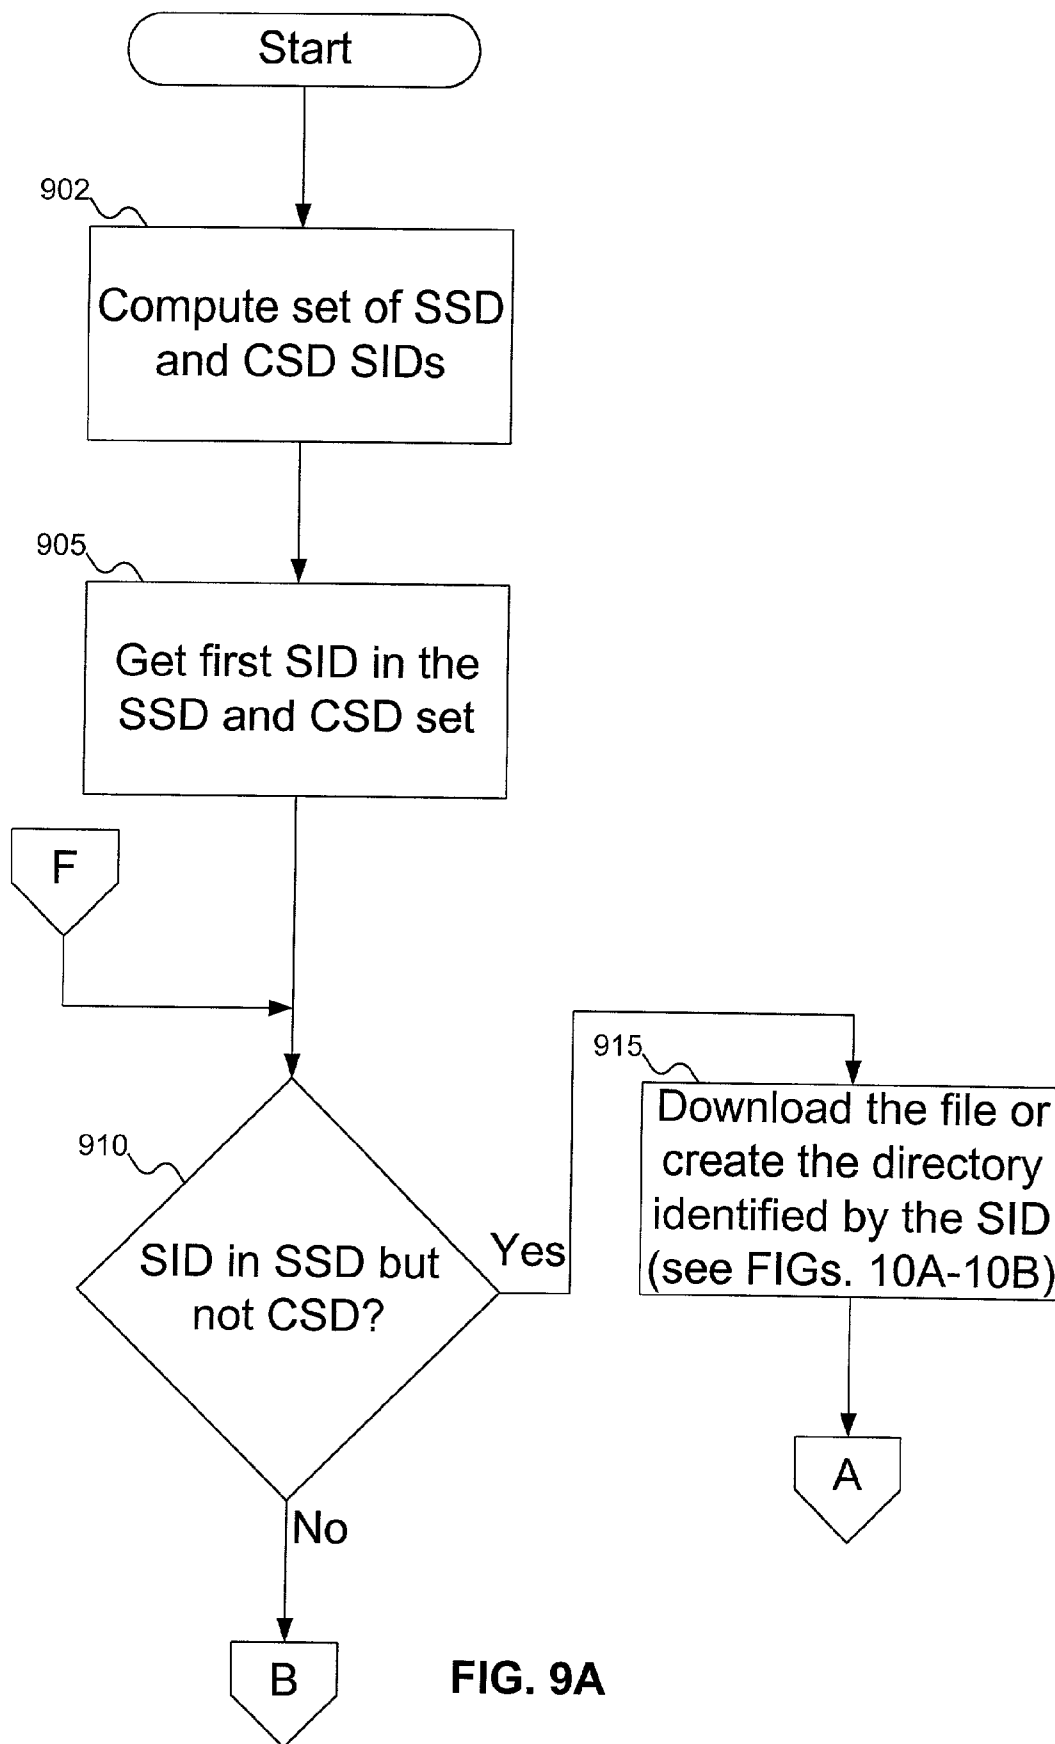 Start
902
Compute set of SSD
and CSD SIDs
905
Get first SID in the
SSD and CSD set
F
910
SID in SSD but
not CSD?
Yes
915
Download the file or
create the directory
identified by the SID
(see FIGs. 10A-10B)
A
No
B
FIG. 9A